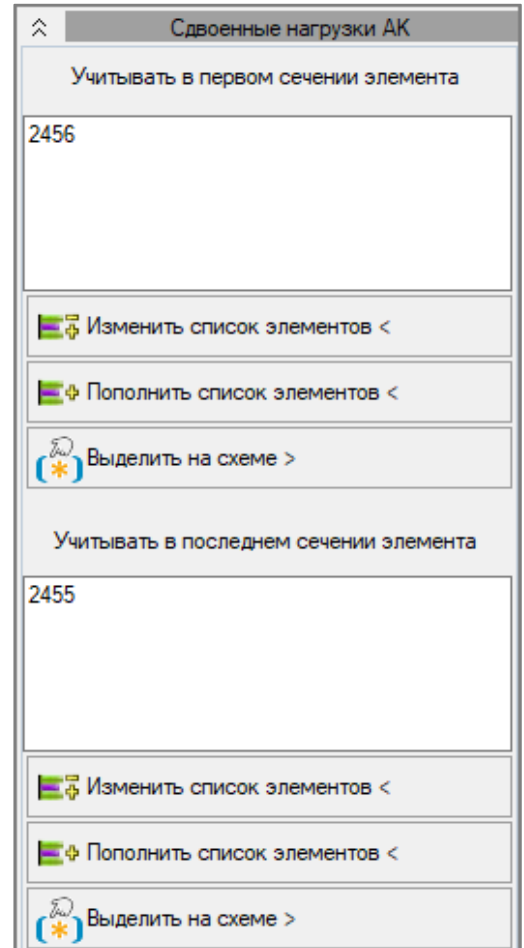 Сдвоенные нагрузки АК
Учитывать в первом сечении элемента
2456
Изменить список элементов <
Пополнить список элементов <
Выделить на схеме >
Учитывать в последнем сечении элемента
2455
Изменить список элементов <
Пополнить список элементов <
Выделить на схеме >